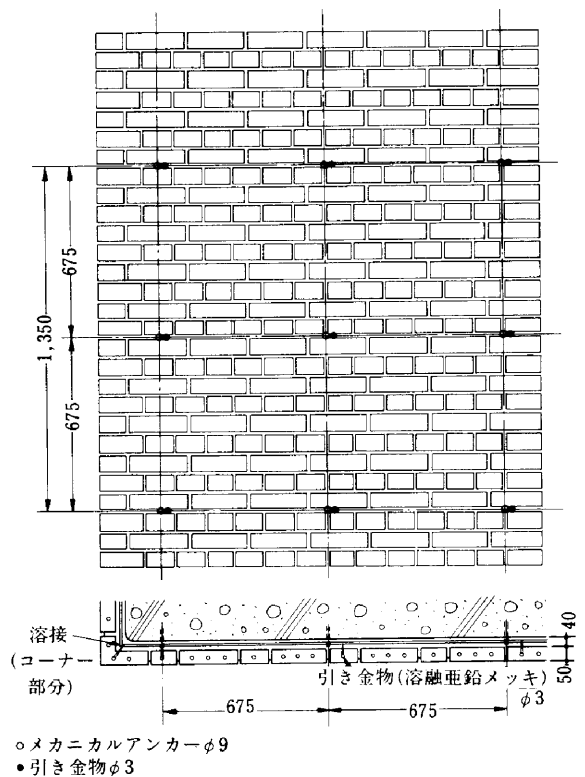 675
1,350
675
溶接
(コーナー
部分)
引き金物(溶融亜鉛メッキ)
φ3
40
50
675
675
○メカニカルアンカーφ9
●引き金物φ3